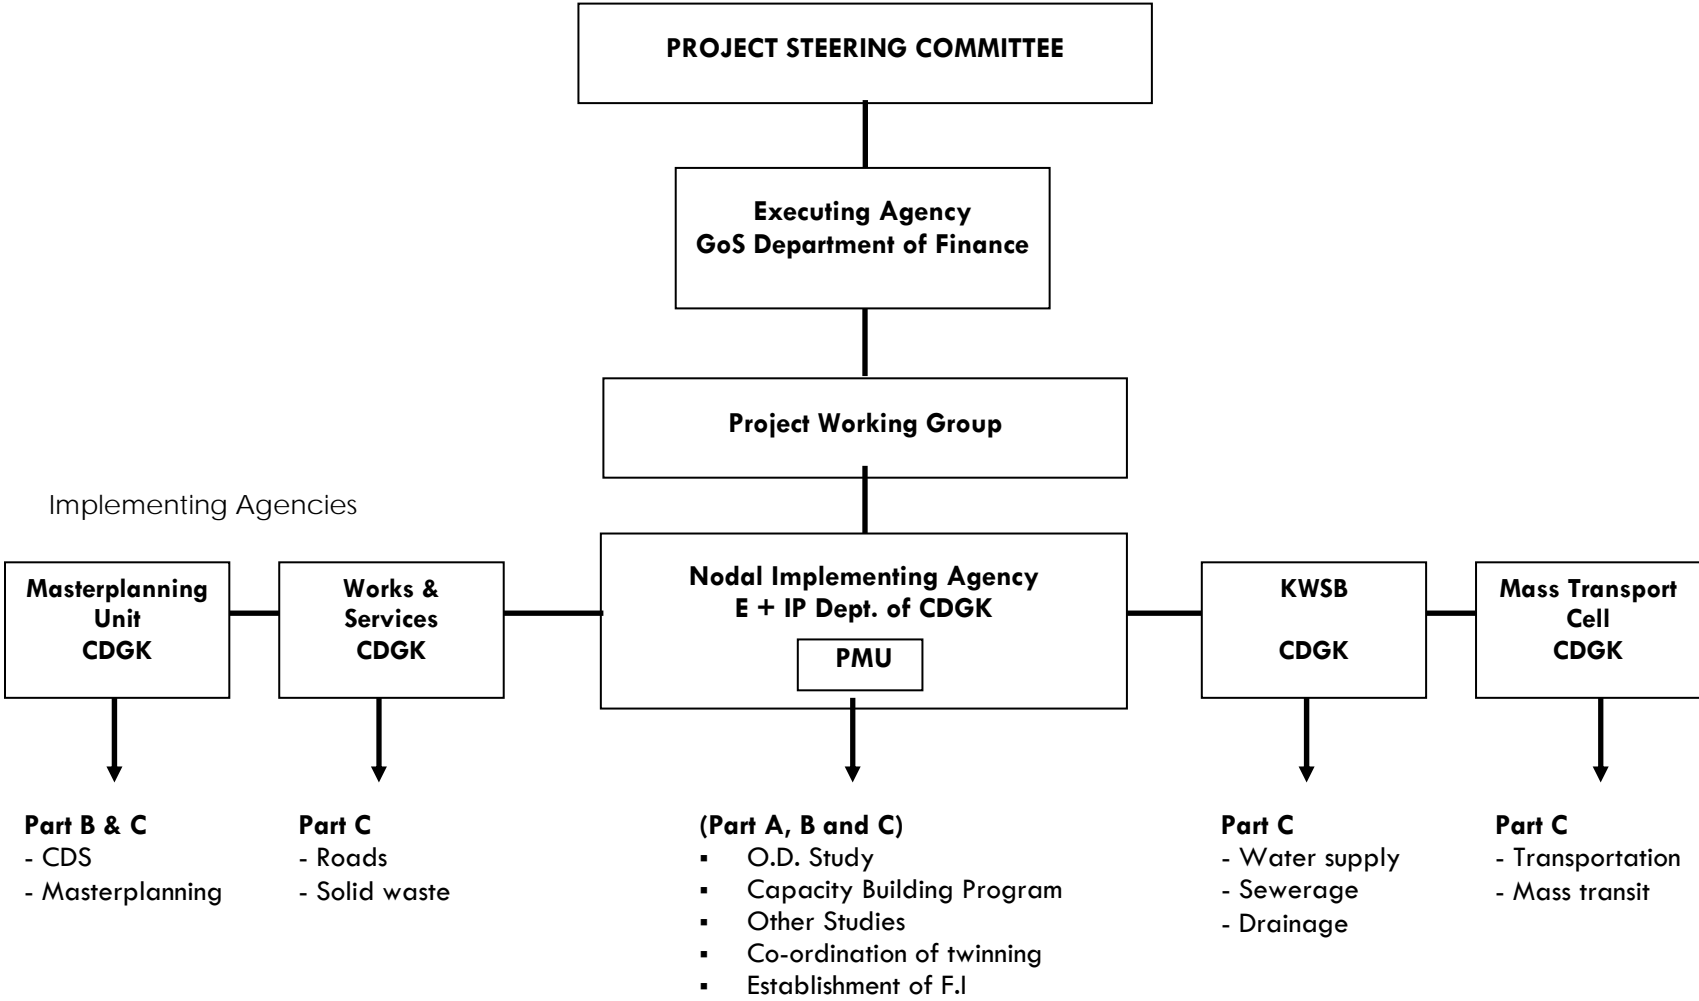 PROJECT STEERING COMMITTEE
Executing Agency
GoS Department of Finance
Project Working Group
Implementing Agencies
Masterplanning
Unit
CDGK
Works &
Services
CDGK
Nodal Implementing Agency
E + IP Dept. of CDGK
PMU
KWSB
CDGK
Mass Transport
Cell
CDGK
Part B & C
- CDS
- Masterplanning
Part C
- Roads
- Solid waste
(Part A, B and C)
▪ O.D. Study
▪ Capacity Building Program
▪ Other Studies
▪ Co-ordination of twinning
▪ Establishment of F.I
Part C
- Water supply
- Sewerage
- Drainage
Part C
- Transportation
- Mass transit